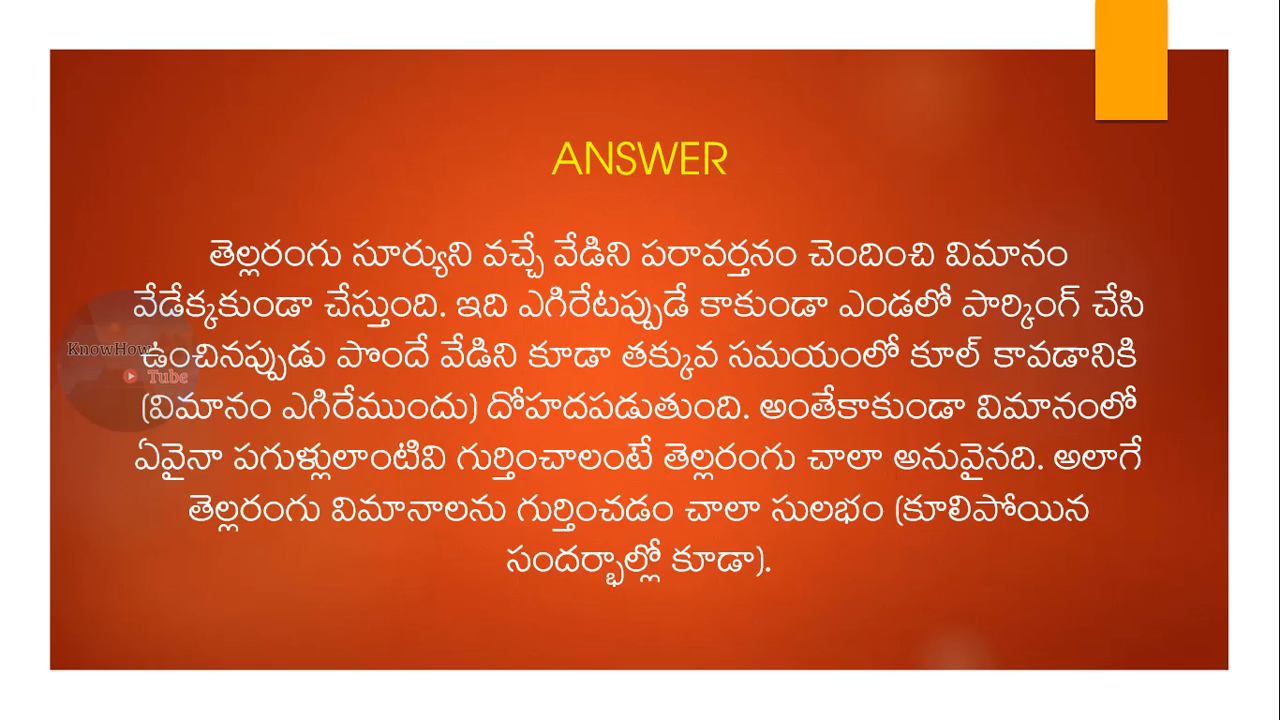 ANSWER
తెల్లరంగు సూర్యుని వచ్చే వేడిని పరావర్తనం చెందించి విమానం
వేడేక్కకుండా చేస్తుంది. ఇది ఎగిరేటప్పుడే కాకుండా ఎండలో పార్కింగ్ చేసి
ఉంచినప్పుడు పొందే వేడిని కూడా తక్కువ సమయంలో కూల్ కావడానికి
(విమానం ఎగిరేముందు) దోహదపడుతుంది. అంతేకాకుండా విమానంలో
ఏవైనా పగుళ్లులాంటివి గుర్తించాలంటే తెల్లరంగు చాలా అనువైనది. అలాగే
తెల్లరంగు విమానాలను గుర్తించడం చాలా సులభం (కూలిపోయిన
సందర్భాల్లో కూడా).
KnowHow
Tube